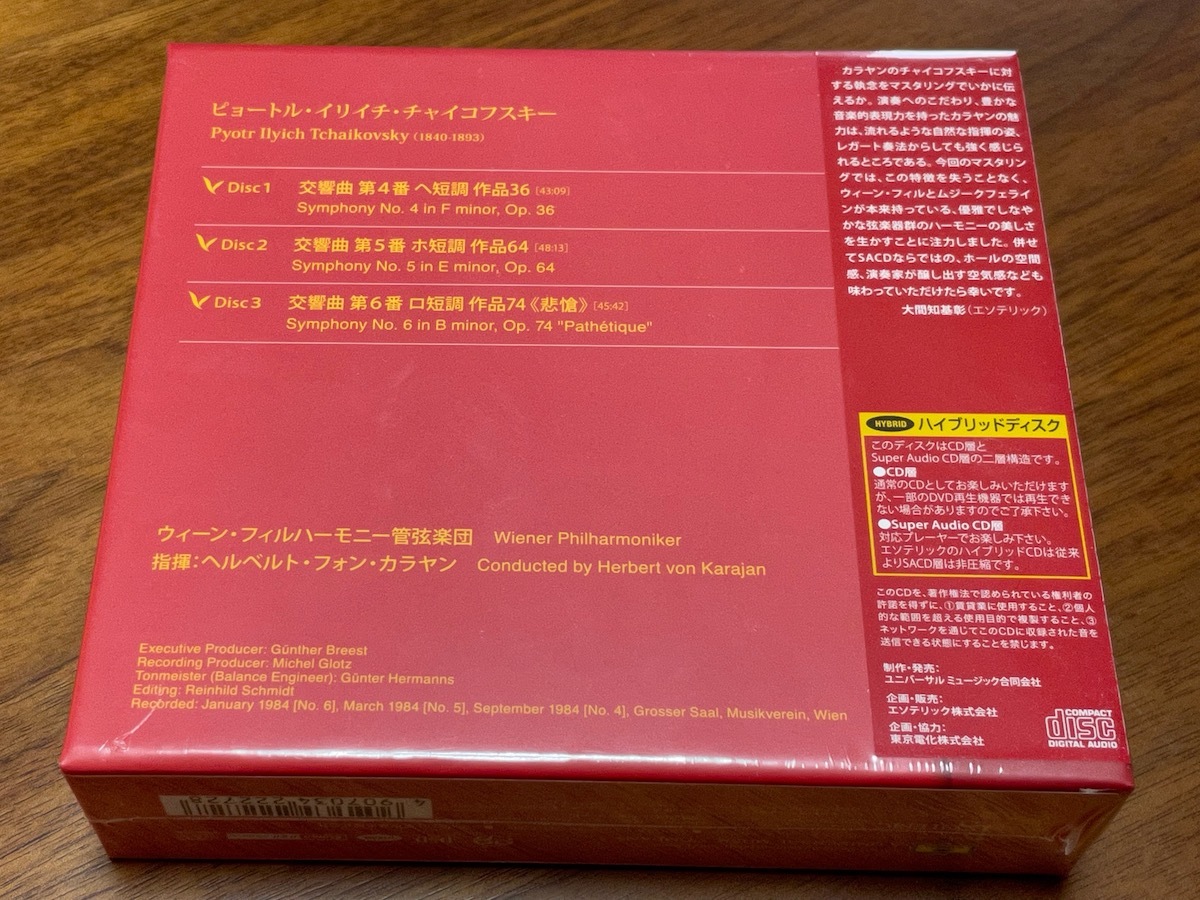 ピョートル・イリイチ・チャイコフスキー
Pyotr Ilyich Tchaikovsky (1840-1893)
Disc 1 交響曲 第4番 ヘ短調 作品36 [43:09]
Symphony No. 4 in F minor, Op. 36
Disc 2 交響曲 第5番 ホ短調 作品64 [48:13]
Symphony No. 5 in E minor, Op. 64
Disc 3 交響曲 第6番 ロ短調 作品74《悲愴》 [45:42]
Symphony No. 6 in B minor, Op. 74 "Pathétique"
ウィーン・フィルハーモニー管弦楽団 Wiener Philharmoniker
指揮：ヘルベルト・フォン・カラヤン Conducted by Herbert von Karajan
Executive Producer: Günther Breest
Recording Producer: Michel Glotz
Tonmeister (Balance Engineer): Günter Hermanns
Editing: Reinhild Schmidt
Recorded: January 1984 [No. 6], March 1984 [No. 5], September 1984 [No. 4], Grosser Saal, Musikverein, Wien
カラヤンのチャイコフスキーに対
する執念をマスタリングでいかに伝
えるか。演奏へのこだわり、豊かな
音楽的表現力を持ったカラヤンの魅
力は、流れるような自然な指揮の姿、
レガート奏法からしても強く感じら
れるところである。今回のマスタリン
グでは、この特徴を失うことなく、
ウィーン・フィルとムジークフェライ
ンが本来持っている、優雅でしなや
かな弦楽器群のハーモニーの美しさ
を生かすことに注力しました。併せ
てSACDならではの、ホールの空間
感、演奏家が醸し出す空気感なども
味わっていただけたら幸いです。
大間知基彰（エソテリック）
HYBRID ハイブリッドディスク
このディスクはCD層と
Super Audio CD層の二層構造です。
●CD層
通常のCDとしてお楽しみいただけます
が、一部のDVD再生機器では再生でき
ない場合がありますのでご了承下さい。
●Super Audio CD層
対応プレーヤーでお楽しみ下さい。
エソテリックのハイブリッドCDは従来
よりSACD層は非圧縮です。
このCDを、著作権法で認められている権利者の
許諾を得ずに、①賃貸業に使用すること、②個人
的な範囲を超える使用目的で複製すること、③
ネットワークを通じてこのCDに収録された音を
送信できる状態にすることを禁じます。
制作・発売：
ユニバーサル ミュージック合同会社
企画・販売：
エソテリック株式会社
企画・協力：
東京電化株式会社
COMPACT
disc
DIGITAL AUDIO
4 907034 222728